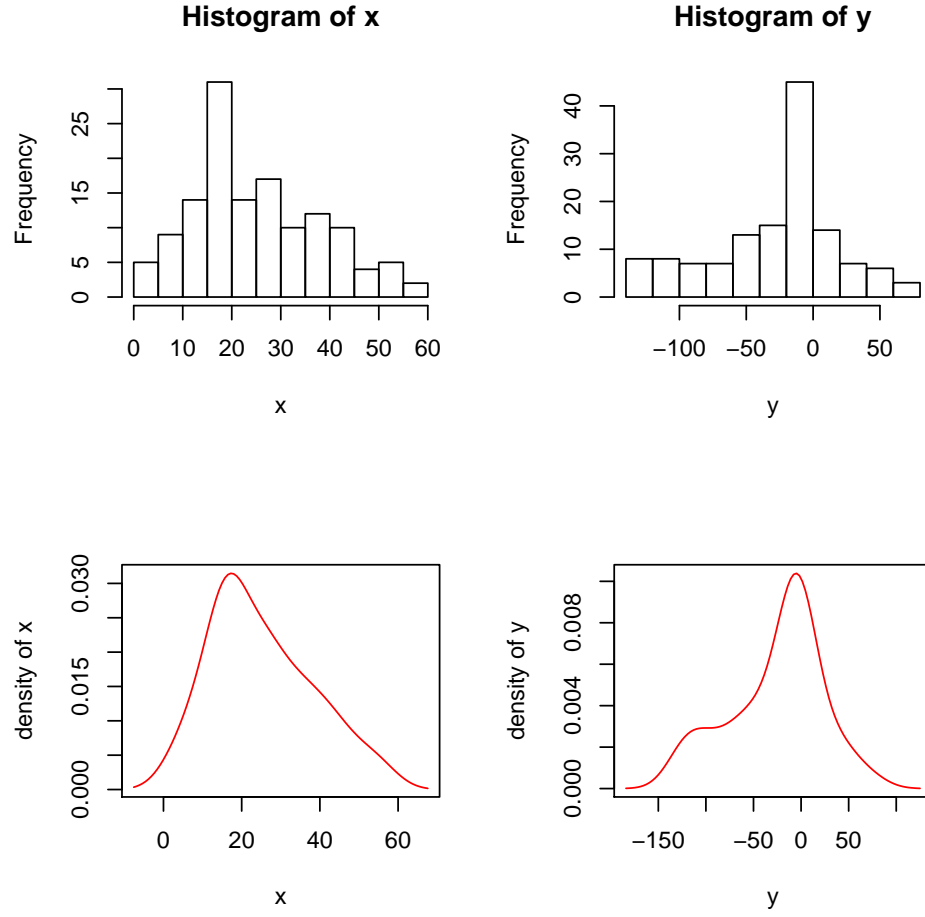 Histogram of x
Frequency
5
15
25
0
0 10 20 30 40 50 60
x
Histogram of y
Frequency
0 10 20 30 40
−100 −50 0 50
y
density of x
0.000 0.015 0.030
0 20 40 60
x
density of y
0.000 0.004 0.008
−150 −50 0 50
y